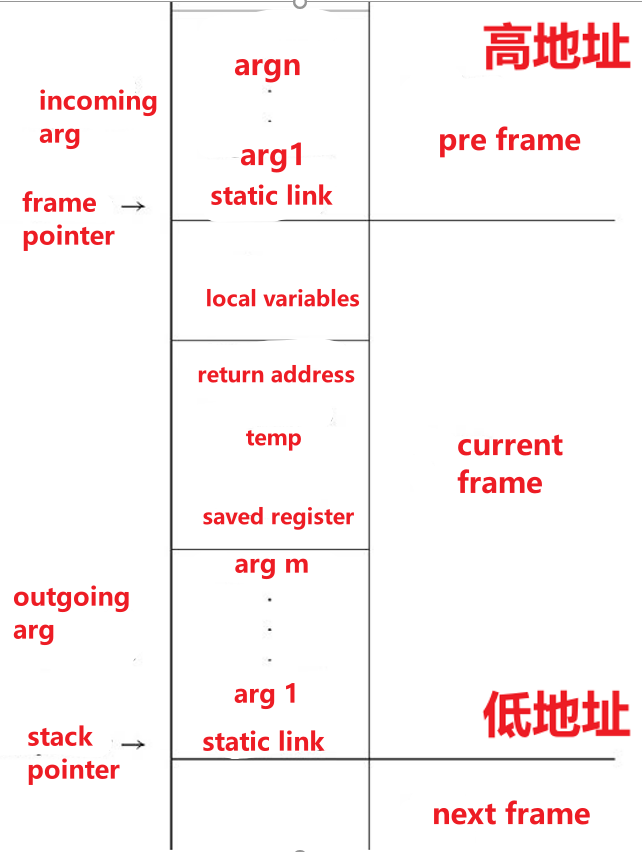 高地址
argn
incoming
arg
pre frame
arg1
static link
frame
pointer
local variables
return address
temp
current
frame
saved register
arg m
outgoing
arg
arg 1
低地址
static link
stack
pointer
next frame